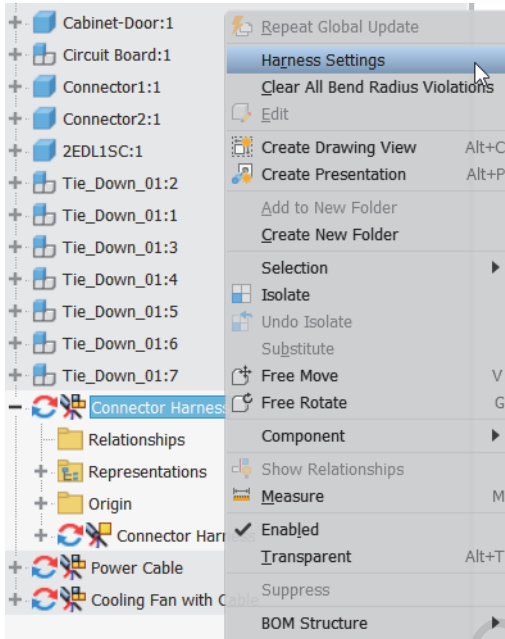 Cabinet-Door:1
Circuit Board:1
Connector1:1
Connector2:1
2EDL1SC:1
Tie_Down_01:2
Tie_Down_01:1
Tie_Down_01:3
Tie_Down_01:4
Tie_Down_01:5
Tie_Down_01:6
Tie_Down_01:7
Connector Harness
Relationships
Representations
Origin
Connector Harn
Power Cable
Cooling Fan with Cable
Repeat Global Update
Harness Settings
Clear All Bend Radius Violations
Edit
Create Drawing View Alt+C
Create Presentation Alt+P
Add to New Folder
Create New Folder
Selection
Isolate
Undo Isolate
Substitute
Free Move V
Free Rotate G
Component
Show Relationships
Measure M
Enabled
Transparent Alt+T
Suppress
BOM Structure